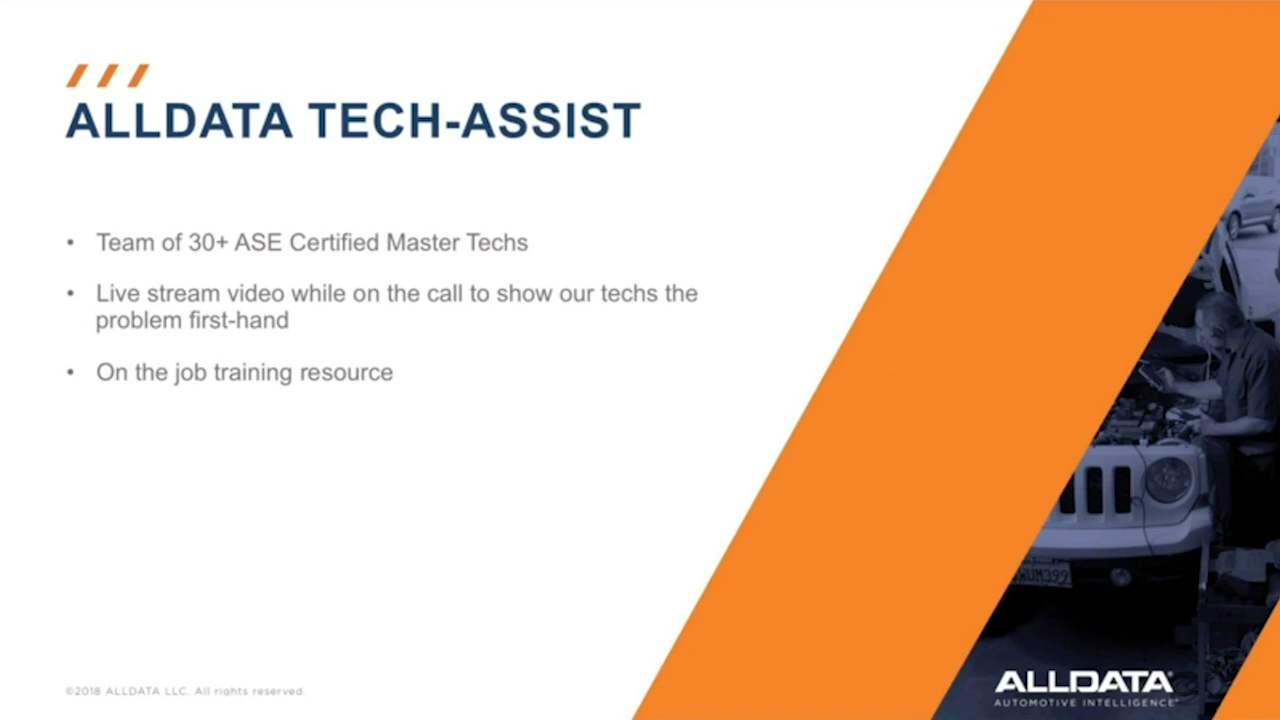 ALLDATA TECH-ASSIST
• Team of 30+ ASE Certified Master Techs
• Live stream video while on the call to show our techs the
problem first-hand
• On the job training resource
©2018 ALLDATA LLC. All rights reserved.
ALLDATA®
AUTOMOTIVE INTELLIGENCE®